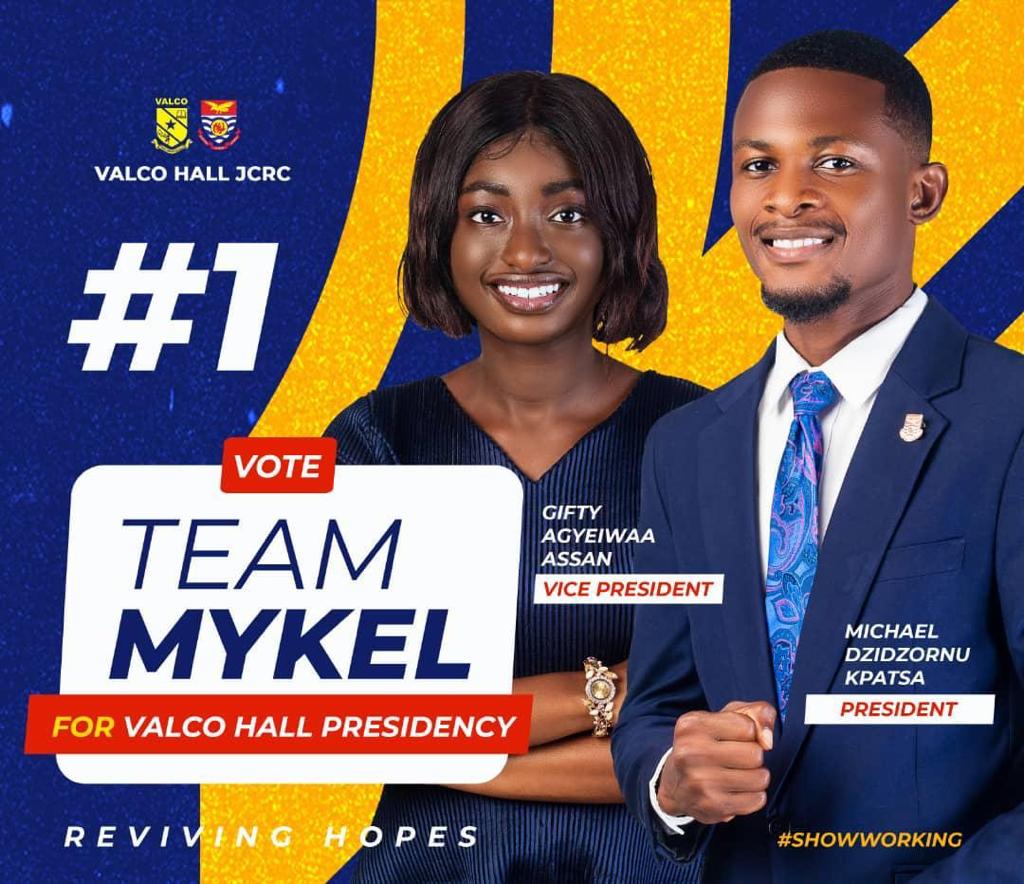 VALCO
VALCO HALL JCRC
#1
VOTE
TEAM
MYKEL
FOR VALCO HALL PRESIDENCY
REVIVING HOPES
GIFTY
AGYEIWAA
ASSAN
VICE PRESIDENT
MICHAEL
DZIDZORNU
KPATSA
PRESIDENT
#SHOWWORKING